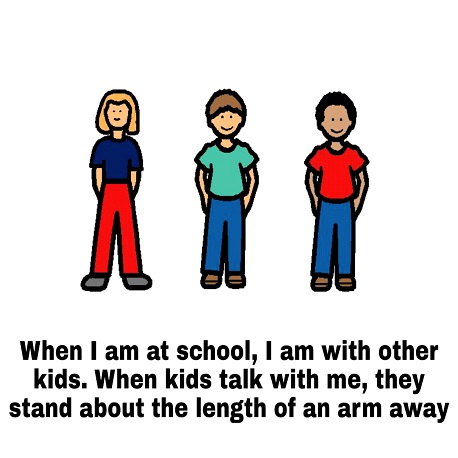 When I am at school, I am with other
kids. When kids talk with me, they
stand about the length of an arm away